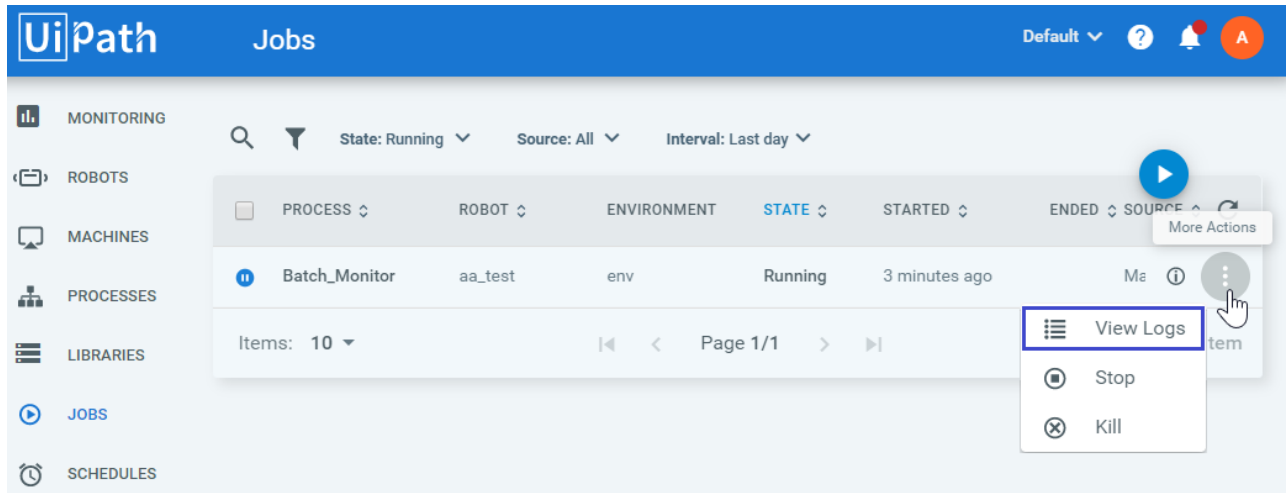 UiPath
Jobs
Default
A
MONITORING
State: Running
Source: All
Interval: Last day
ROBOTS
PROCESS
ROBOT
ENVIRONMENT
STATE
STARTED
ENDED
SOURCE
More Actions
MACHINES
Batch_Monitor
aa_test
env
Running
3 minutes ago
Ma
PROCESSES
View Logs
Items: 10
Page 1/1
tem
LIBRARIES
Stop
JOBS
Kill
SCHEDULES